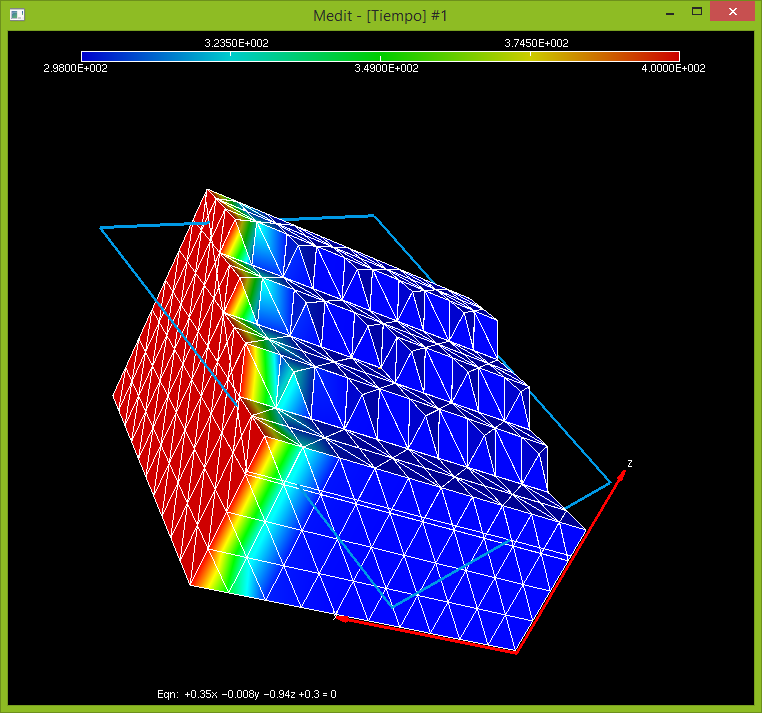 Medit - [Tiempo] #1
3.2350E+002 3.7450E+002
2.9800E+002 3.4900E+002 4.0000E+002
z
Eqn: +0.35x −0.008y −0.94z +0.3 = 0